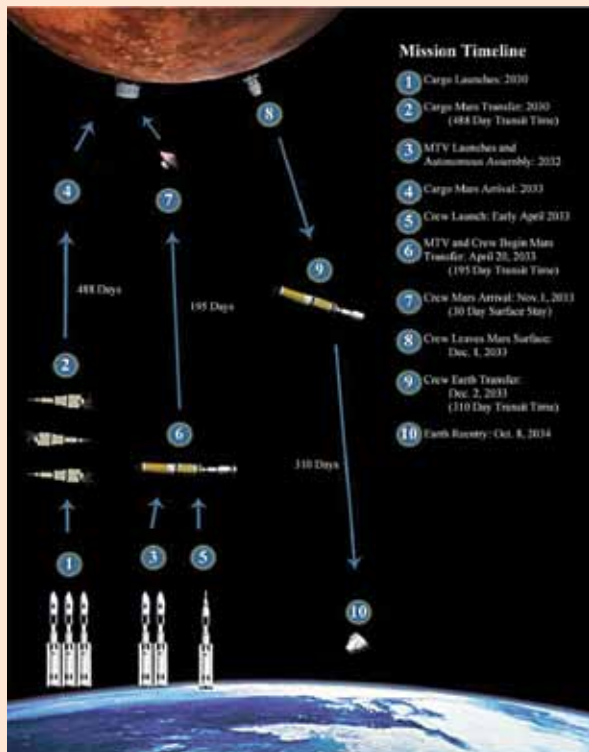 Mission Timeline
1 Cargo Launches: 2030
2 Cargo Mars Transfer: 2030
(488 Day Transit Time)
3 MTV Launches and
Autonomous Assembly: 2032
4 Cargo Mars Arrival: 2033
5 Crew Launch: Early April 2033
6 MTV and Crew Begin Mars
Transfer: April 20, 2033
(195 Day Transit Time)
7 Crew Mars Arrival: Nov. 1, 2033
(30 Day Surface Stay)
8 Crew Leaves Mars Surface:
Dec. 1, 2033
9 Crew Earth Transfer:
Dec. 2, 2033
(310 Day Transit Time)
10 Earth Reentry: Oct. 8, 2034
8
4
7
9
488 Days
195 Days
2
6
310 Days
1
3
5
10